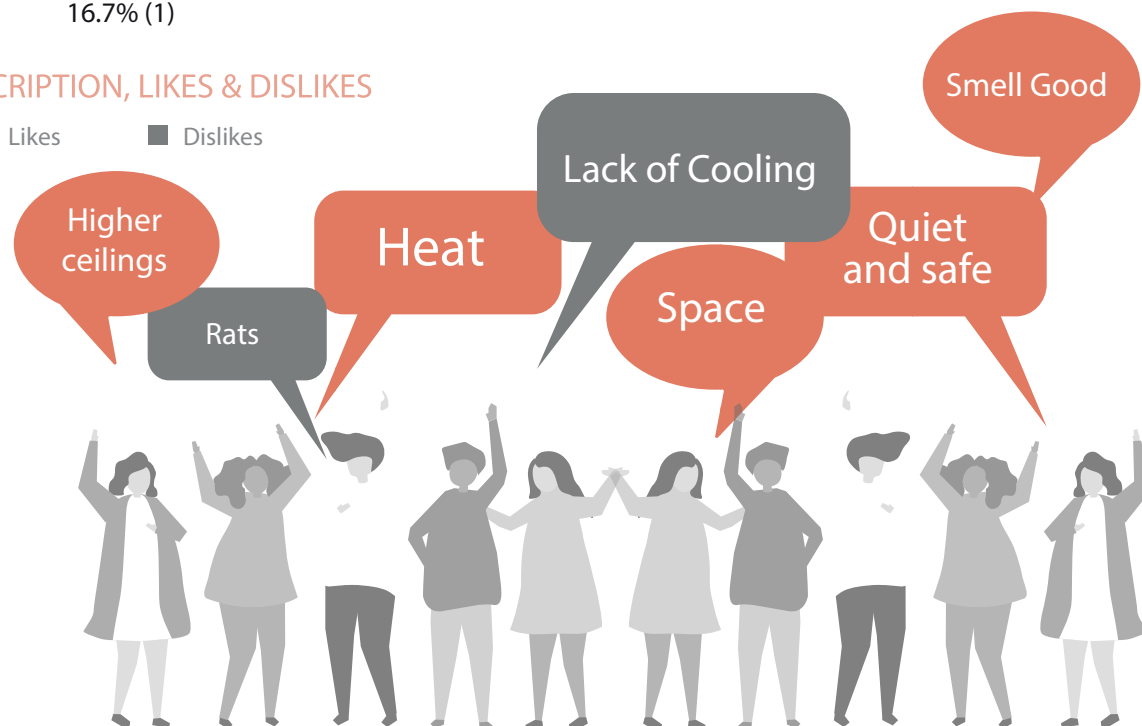 16.7% (1)
CRIPTION, LIKES & DISLIKES
Likes
Dislikes
Smell Good
Lack of Cooling
Higher
ceilings
Heat
Quiet
and safe
Space
Rats